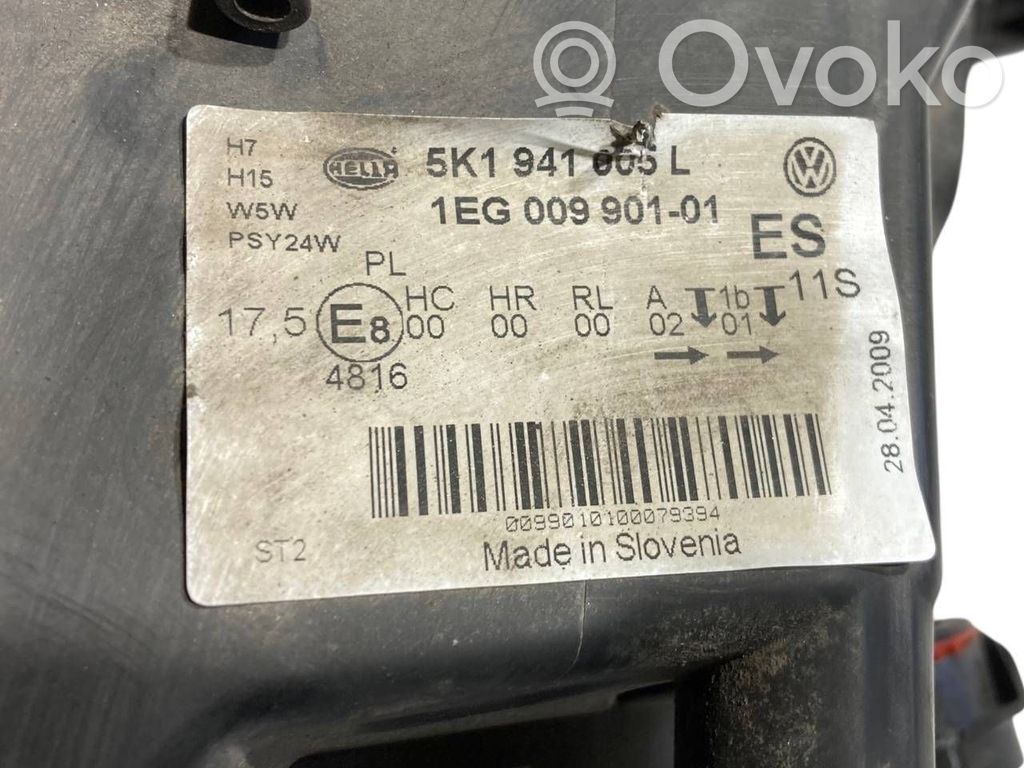 Ovoko
H7
H15
W5W
PSY24W
HELLA
5K1 941 005 L
1EG 009 901-01
ES
11S
PL
17,5 E8 HC HR RL A 1b
00 00 00 02 01
4816
28.04.2009
0099010100079394
Made in Slovenia
ST2